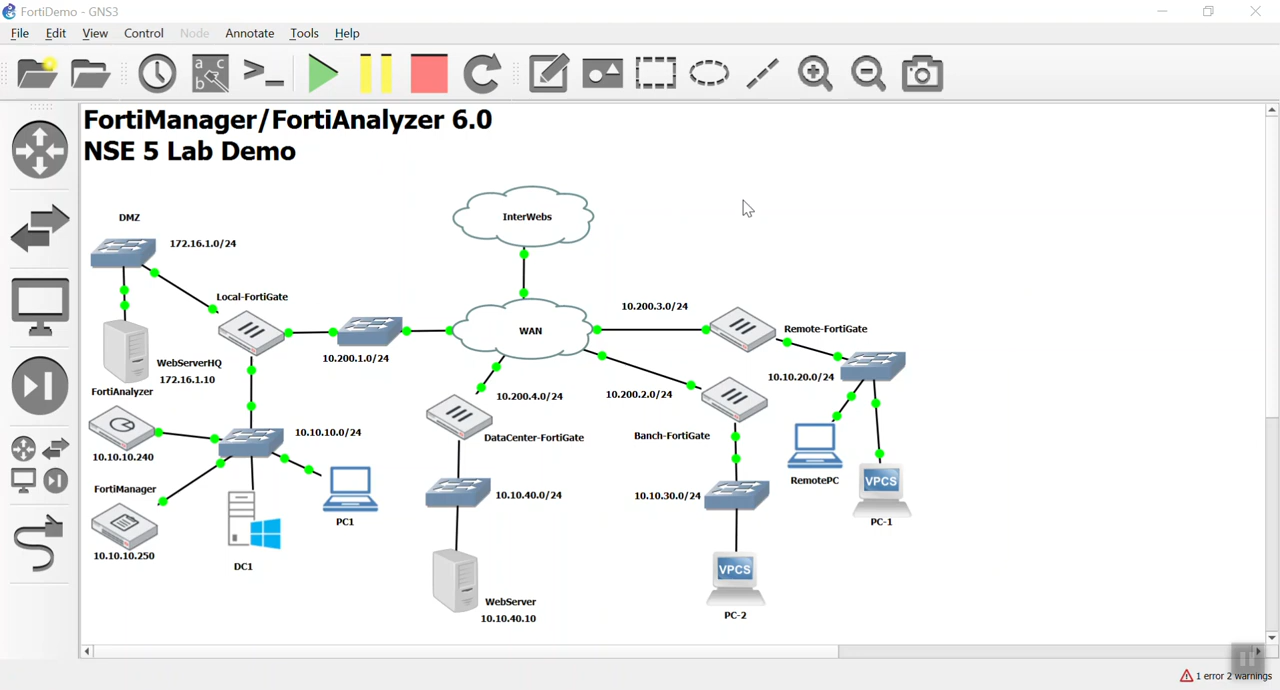 FortiDemo - GNS3
File Edit View Control Node Annotate Tools Help
a c
b
FortiManager/FortiAnalyzer 6.0
NSE 5 Lab Demo
DMZ
172.16.1.0/24
InterWebs
Local-FortiGate
10.200.3.0/24
WAN
Remote-FortiGate
10.200.1.0/24
WebServerHQ
172.16.1.10
10.10.20.0/24
FortiAnalyzer
10.200.4.0/24
10.200.2.0/24
10.10.10.0/24
DataCenter-FortiGate
Banch-FortiGate
10.10.10.240
RemotePC
VPCS
FortiManager
10.10.40.0/24
10.10.30.0/24
PC1
PC-1
10.10.10.250
DC1
VPCS
WebServer
10.10.40.10
PC-2
1 error 2 warnings